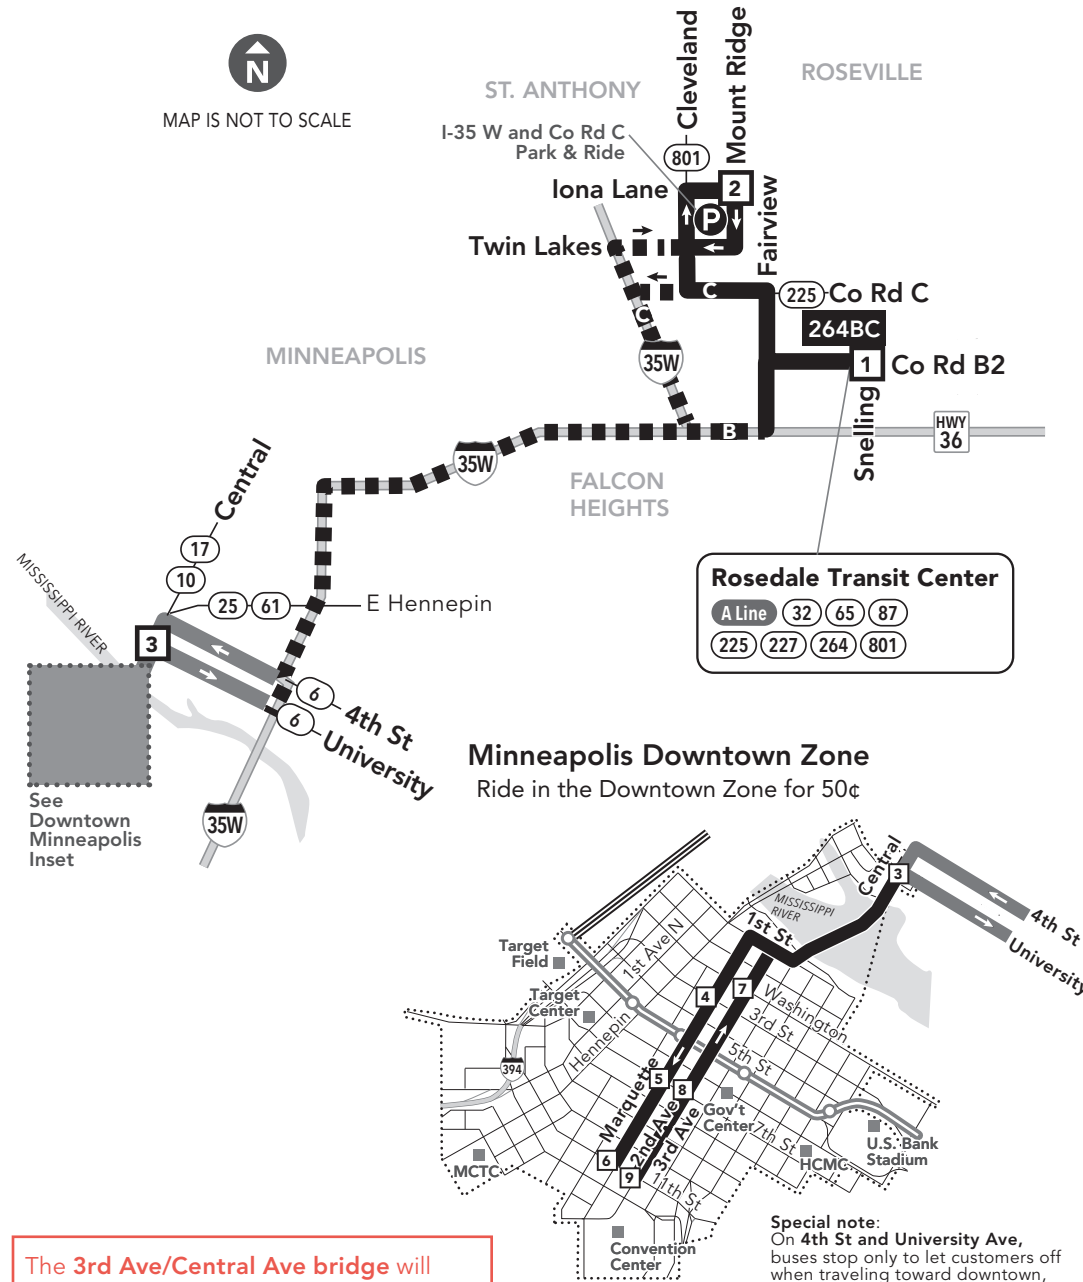 N
MAP IS NOT TO SCALE
ST. ANTHONY
ROSEVILLE
Cleveland
Mount Ridge
I-35 W and Co Rd C
Park & Ride
801
Iona Lane
2
P
Fairview
Twin Lakes
C
225
Co Rd C
C
264BC
MINNEAPOLIS
35W
1
Co Rd B2
Snelling
B
HWY
36
35W
FALCON
HEIGHTS
Central
17
10
25
61
E Hennepin
MISSISSIPPI RIVER
3
6
4th St
6
University
35W
See
Downtown
Minneapolis
Inset
Rosedale Transit Center
A Line 32 65 87
225 227 264 801
Minneapolis Downtown Zone
Ride in the Downtown Zone for 50¢
Central
3
4th St
University
MISSISSIPPI
RIVER
1st St
Target
Field
1st Ave N
Target
Center
Hennepin
4
7
Washington
3rd St
5th St
394
Marquette
5
8
2nd Ave
3rd Ave
Gov't
Center
7th St
HCMC
U.S. Bank
Stadium
MCTC
6
9
11th St
Convention
Center
The 3rd Ave/Central Ave bridge will
Special note:
On 4th St and University Ave,
buses stop only to let customers off
when traveling toward downtown,